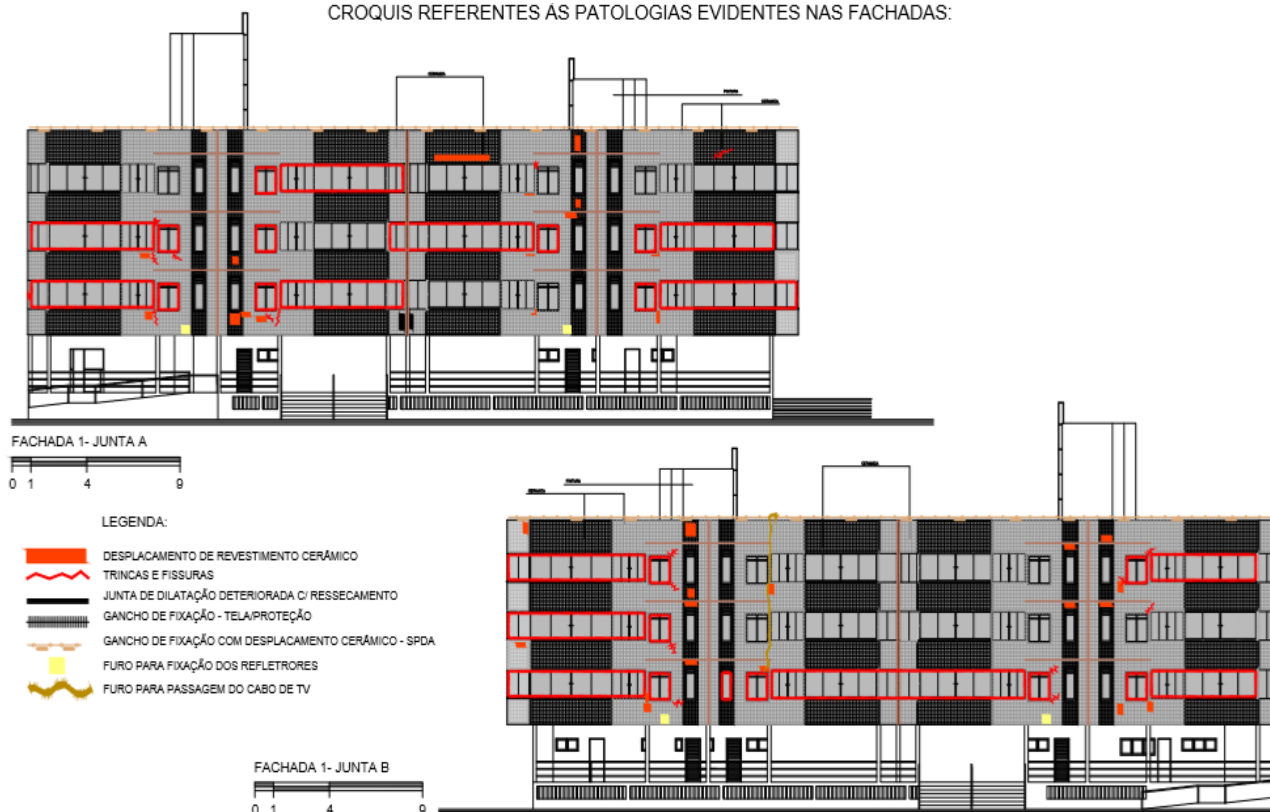 CROQUIS REFERENTES ÀS PATOLOGIAS EVIDENTES NAS FACHADAS:
FACHADA 1- JUNTA A
0 1 4 9
LEGENDA:
DESPLACAMENTO DE REVESTIMENTO CERÂMICO
TRINCAS E FISSURAS
JUNTA DE DILATAÇÃO DETERIORADA C/ RESSECAMENTO
GANCHO DE FIXAÇÃO - TELA/PROTEÇÃO
GANCHO DE FIXAÇÃO COM DESPLACAMENTO CERÂMICO - SPDA
FURO PARA FIXAÇÃO DOS REFLETRORES
FURO PARA PASSAGEM DO CABO DE TV
FACHADA 1- JUNTA B
0 1 4 9